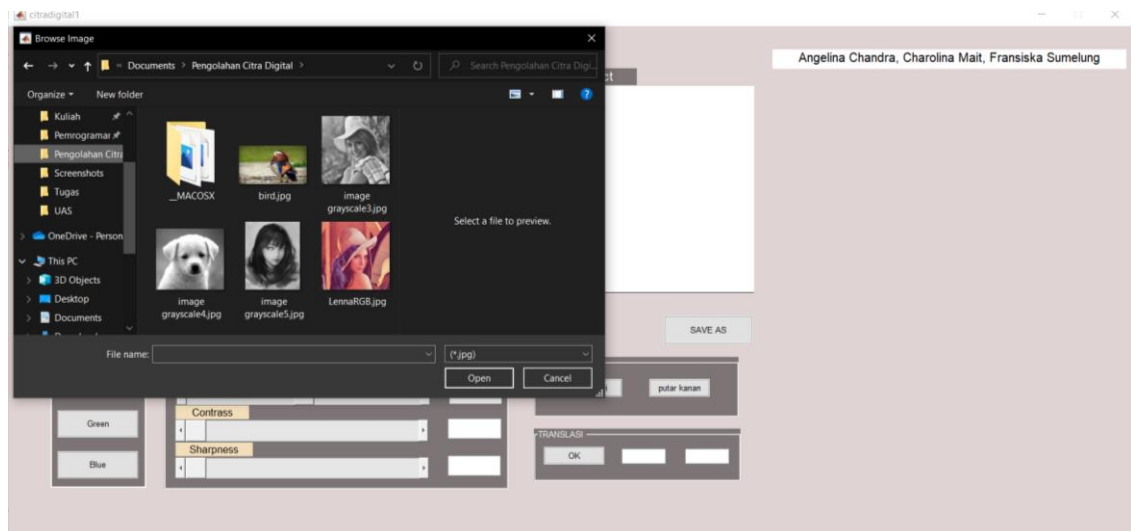 citradigital1
Browse Image
« Documents > Pengolahan Citra Digital >
Search Pengolahan Citra Digi...
Organize
New folder
Kuliah
Pemrogramar
Pengolahan Citra
Screenshots
Tugas
UAS
OneDrive - Person
This PC
3D Objects
Desktop
Documents
__MACOSX
bird.jpg
image
grayscale3.jpg
image
grayscale4.jpg
image
grayscale5.jpg
LennaRGB.jpg
Select a file to preview.
File name:
(*.jpg)
Open
Cancel
Angelina Chandra, Charolina Mait, Fransiska Sumelung
SAVE AS
putar kanan
Green
Blue
Contrass
Sharpness
TRANSLASI
OK